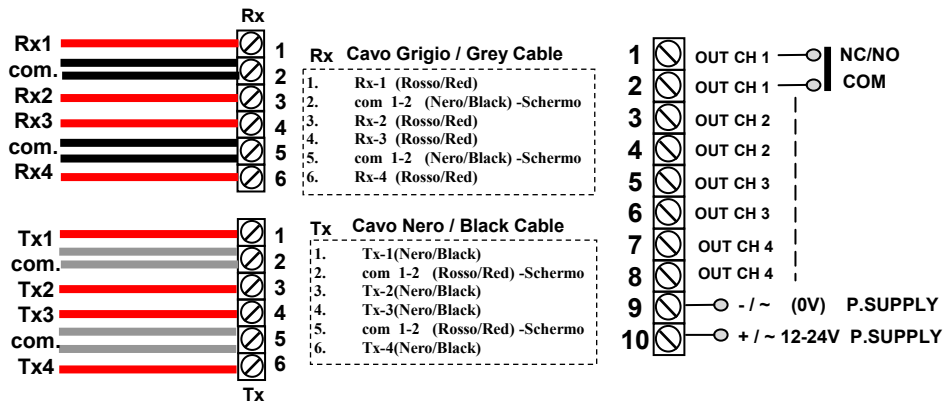 Rx
Rx1
com.
Rx2
Rx3
com.
Rx4
1
2
3
4
5
6
Rx Cavo Grigio / Grey Cable
1. Rx-1 (Rosso/Red)
2. com 1-2 (Nero/Black) -Schermo
3. Rx-2 (Rosso/Red)
4. Rx-3 (Rosso/Red)
5. com 1-2 (Nero/Black) -Schermo
6. Rx-4 (Rosso/Red)
Tx1
com.
Tx2
Tx3
com.
Tx4
1
2
3
4
5
6
Tx
Tx Cavo Nero / Black Cable
1. Tx-1(Nero/Black)
2. com 1-2 (Rosso/Red) -Schermo
3. Tx-2(Nero/Black)
4. Tx-3(Nero/Black)
5. com 1-2 (Rosso/Red) -Schermo
6. Tx-4(Nero/Black)
1 OUT CH 1 NC/NO
2 OUT CH 1 COM
3 OUT CH 2
4 OUT CH 2
5 OUT CH 3
6 OUT CH 3
7 OUT CH 4
8 OUT CH 4
9 - / ~ (0V) P.SUPPLY
10 + / ~ 12-24V P.SUPPLY